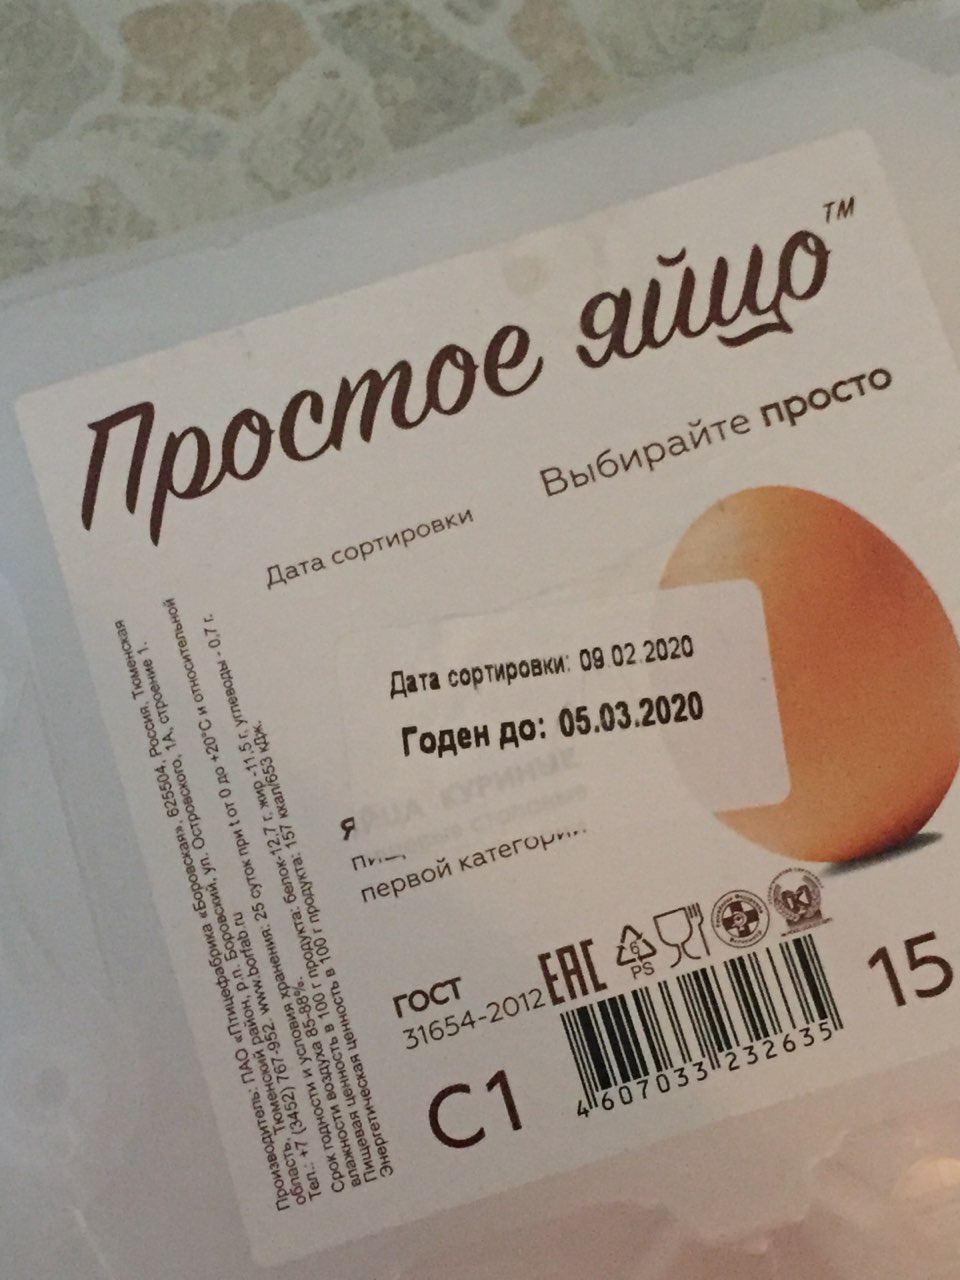 Простое яйцо™
Выбирайте просто
Дата сортировки
Дата сортировки: 09.02.2020
Годен до: 05.03.2020
ЯЙЦА КУРИНЫЕ
первой категории
ГОСТ
31654-2012
EAC
6
PS
С1
4 607033 232635
15
Производитель: ПАО «Птицефабрика «Боровская», 625504, Россия, Тюменская
область, Тюменский район, р.п. Боровский, ул. Островского, 1А, строение 1.
Тел.: +7 (3452) 767-952. www.borfab.ru
Срок годности и условия хранения: 25 суток при t от 0 до +20°С и относительной
влажности воздуха 85-88%.
Пищевая ценность в 100 г продукта: белок-12,7 г, жир -11,5 г, углеводы - 0,7 г.
Энергетическая ценность в 100 г продукта: 157 ккал/653 кДж.